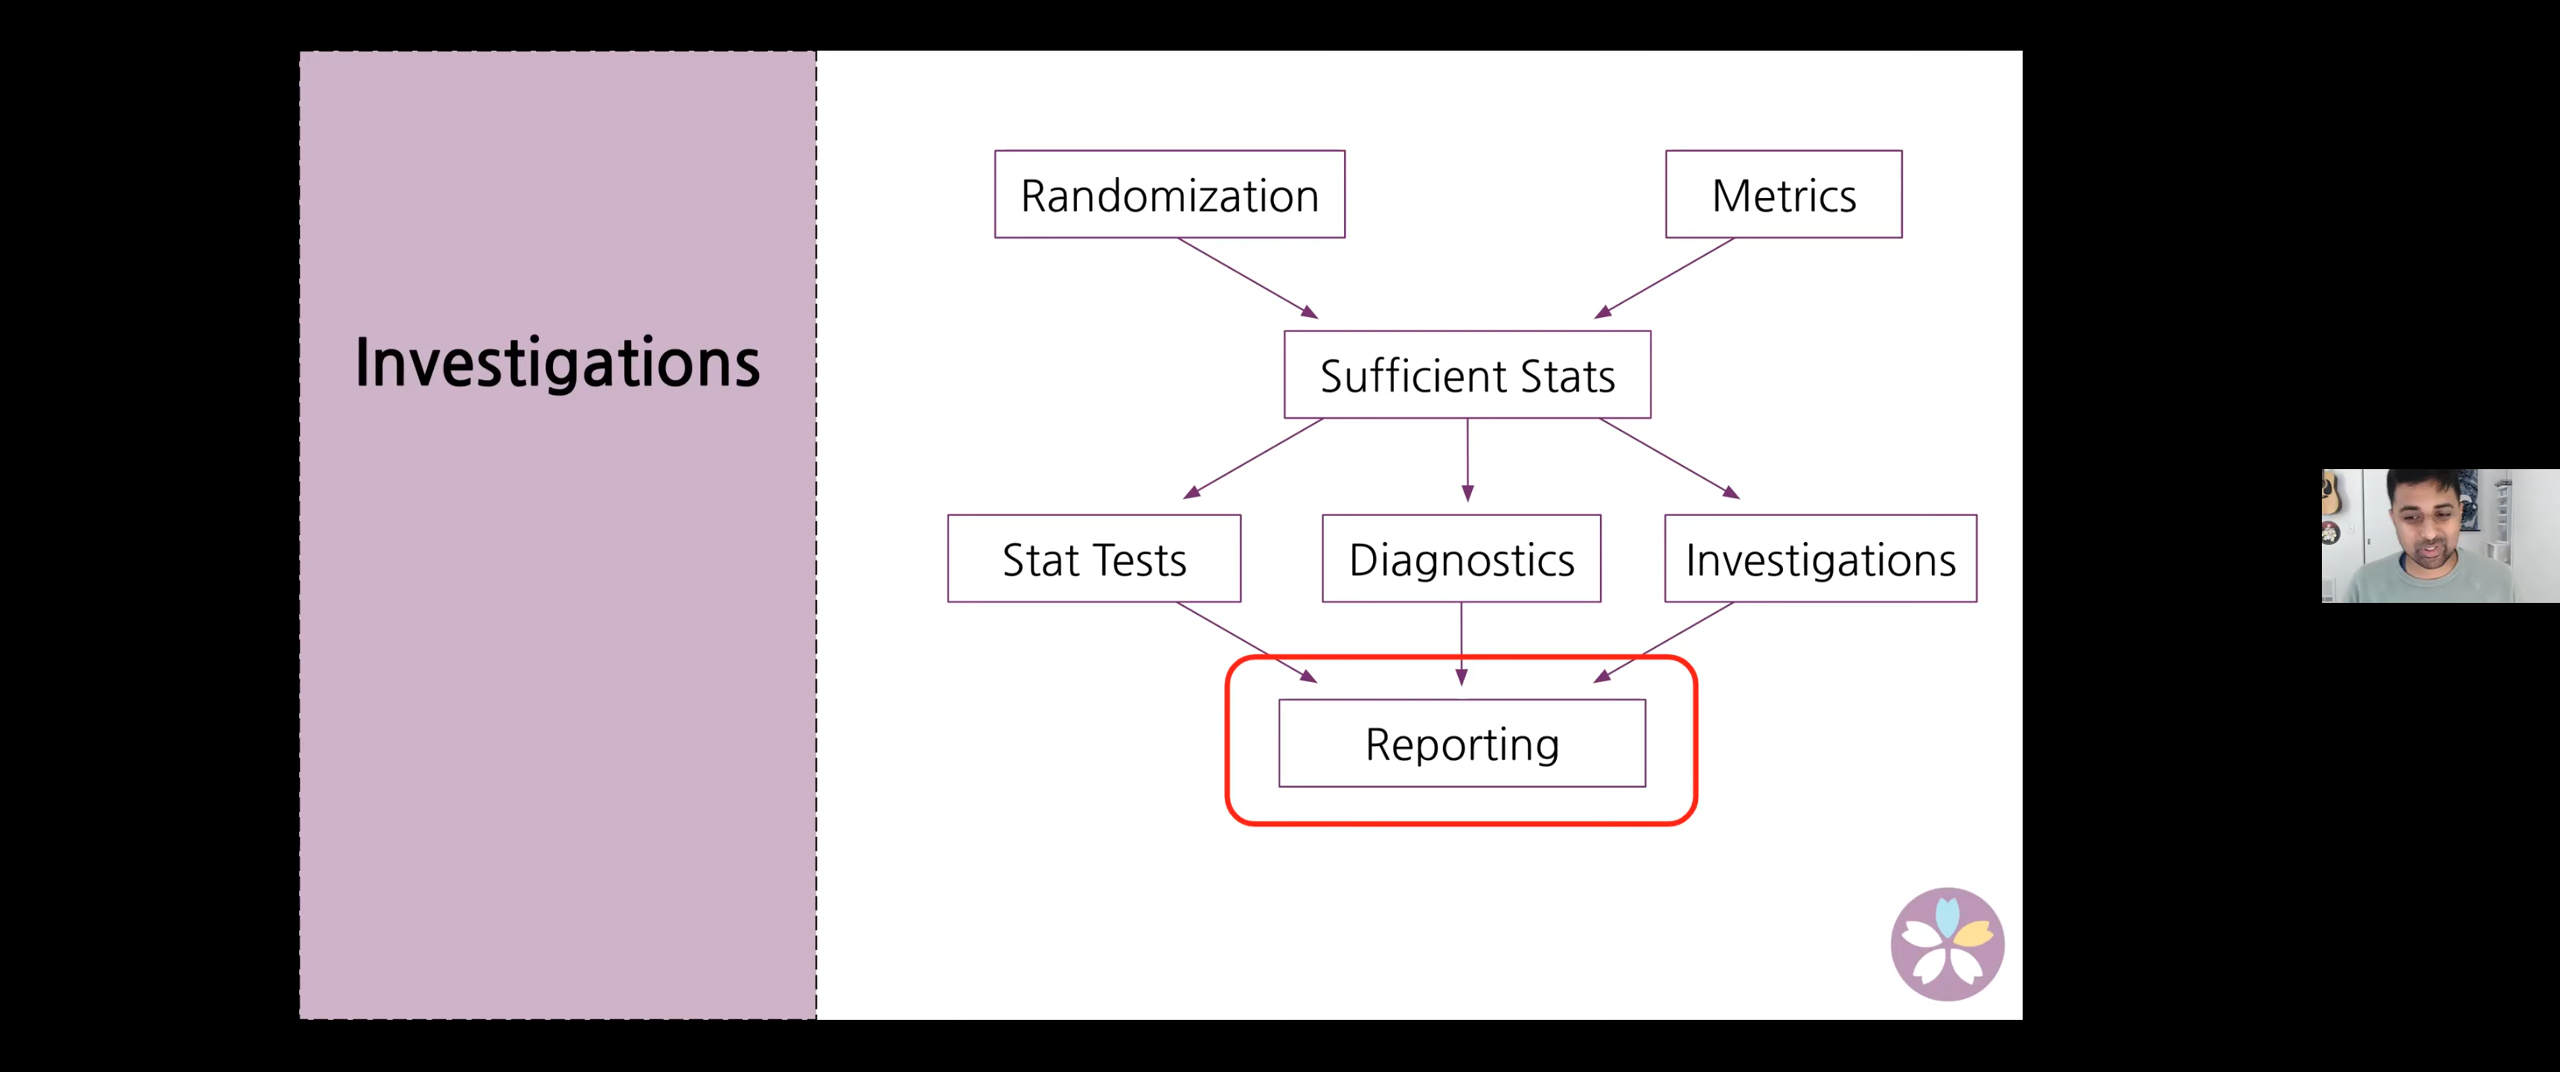 Investigations
Randomization
Metrics
Sufficient Stats
Stat Tests
Diagnostics
Investigations
Reporting